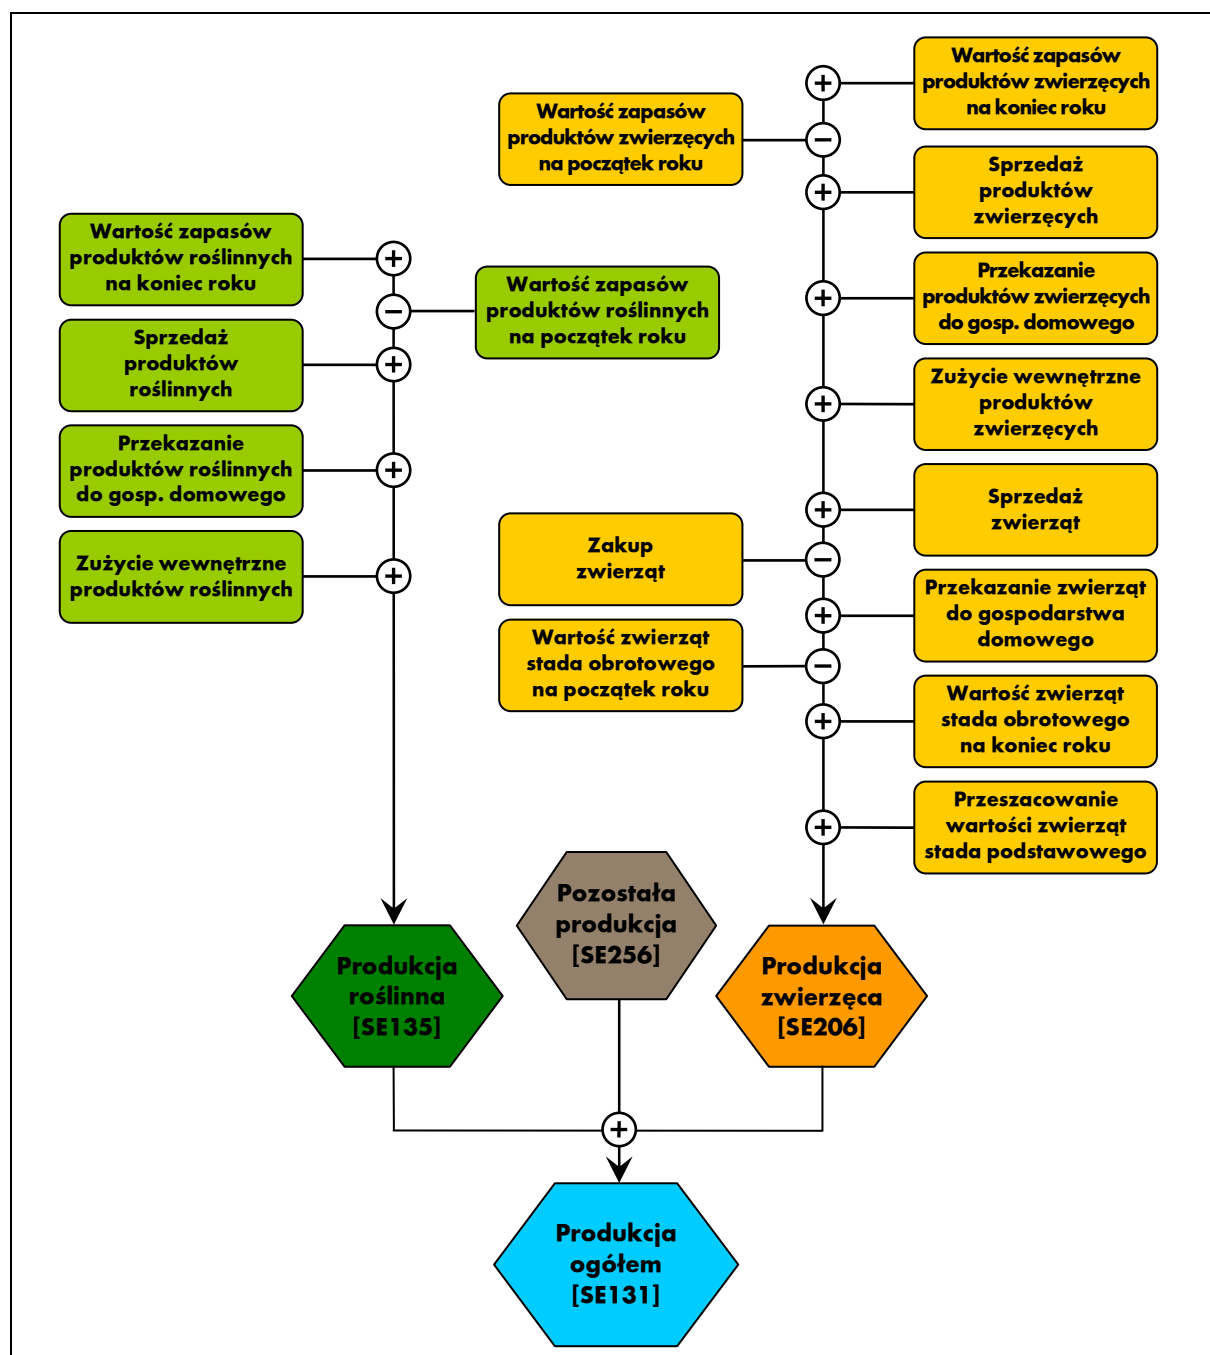 Wartość zapasów
produktów zwierzęcych
na koniec roku
Wartość zapasów
produktów zwierzęcych
na początek roku
Sprzedaż
produktów
zwierzęcych
Wartość zapasów
produktów roślinnych
na koniec roku
Przekazanie
produktów zwierzęcych
do gosp. domowego
Wartość zapasów
produktów roślinnych
na początek roku
Sprzedaż
produktów
roślinnych
Zużycie wewnętrzne
produktów
zwierzęcych
Przekazanie
produktów roślinnych
do gosp. domowego
Sprzedaż
zwierząt
Zakup
zwierząt
Zużycie wewnętrzne
produktów roślinnych
Przekazanie zwierząt
do gospodarstwa
domowego
Wartość zwierząt
stada obrotowego
na początek roku
Wartość zwierząt
stada obrotowego
na koniec roku
Przeszacowanie
wartości zwierząt
stada podstawowego
Pozostała
produkcja
[SE256]
Produkcja
roślinna
[SE135]
Produkcja
zwierzęca
[SE206]
Produkcja
ogółem
[SE131]